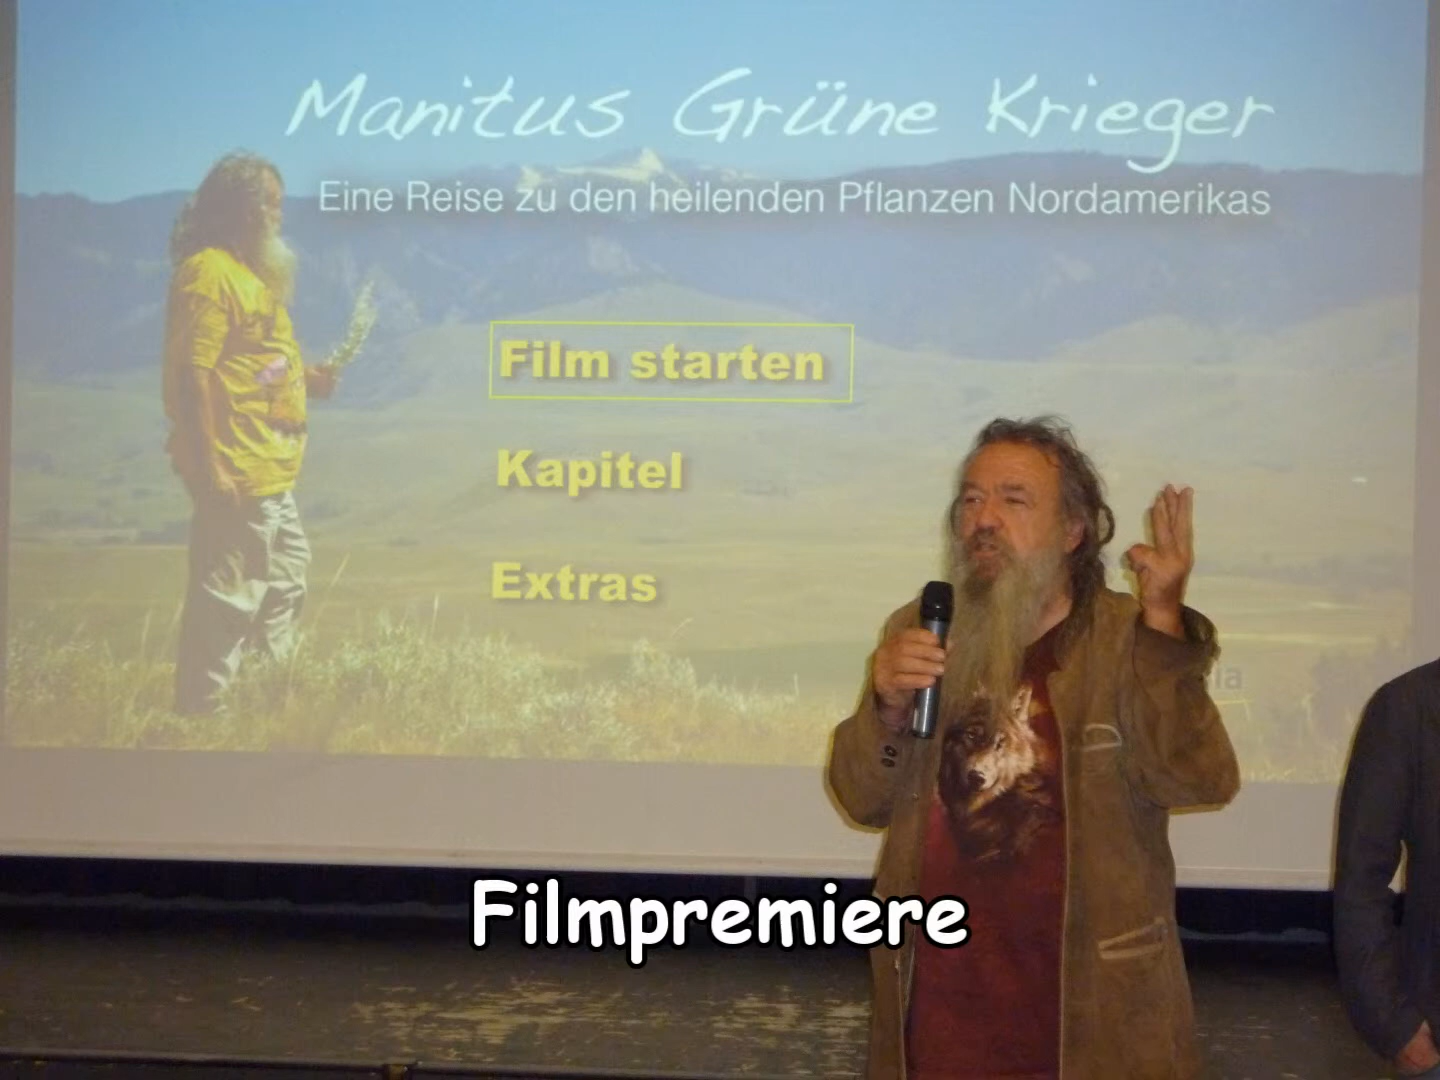 Manitus Grüne Krieger
Eine Reise zu den heilenden Pflanzen Nordamerikas
Film starten
Kapitel
Extras
Filmpremiere